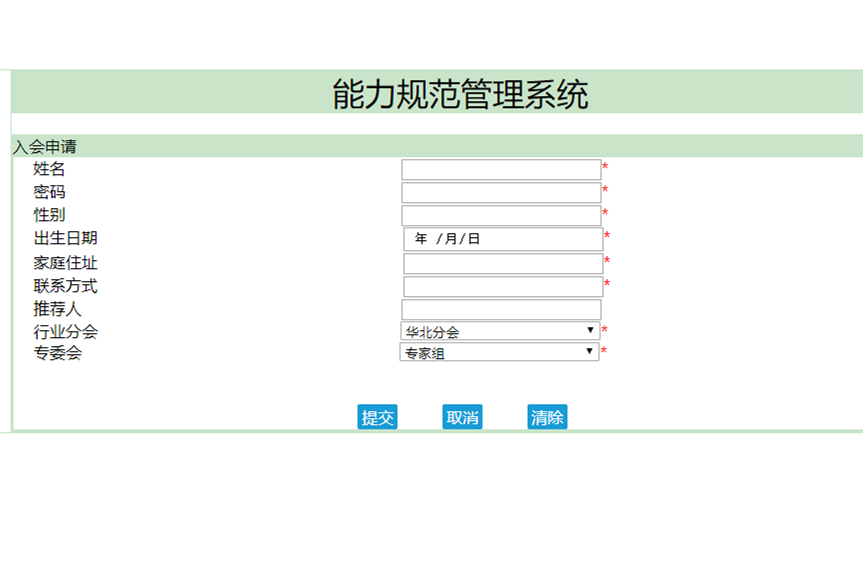 能力规范管理系统
入会申请
姓名 *
密码 *
性别 *
出生日期 年 /月/日 *
家庭住址 *
联系方式 *
推荐人
行业分会 华北分会 *
专委会 专家组 *
提交 取消 清除